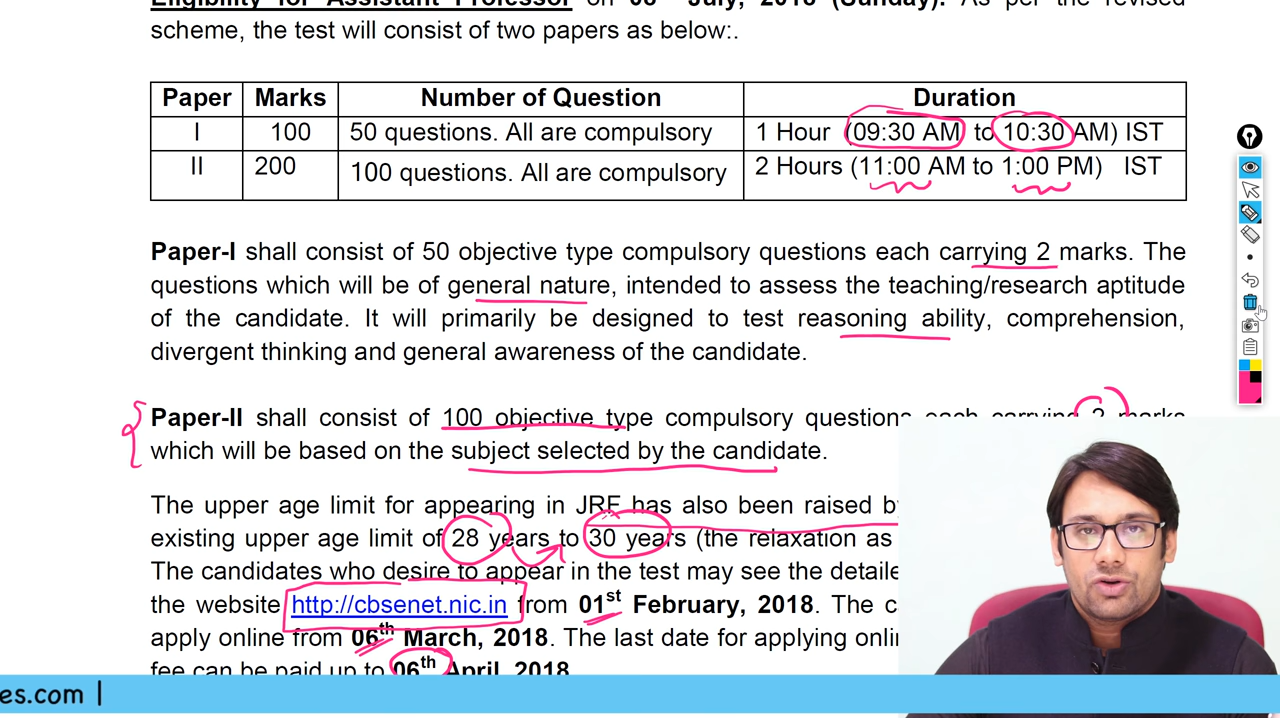 Eligibility for Assistant Professor on 08th July, 2018 (Sunday). As per the revised
scheme, the test will consist of two papers as below:.
Paper Marks Number of Question Duration
I 100 50 questions. All are compulsory 1 Hour (09:30 AM to 10:30 AM) IST
II 200 100 questions. All are compulsory 2 Hours (11:00 AM to 1:00 PM) IST
Paper-I shall consist of 50 objective type compulsory questions each carrying 2 marks. The
questions which will be of general nature, intended to assess the teaching/research aptitude
of the candidate. It will primarily be designed to test reasoning ability, comprehension,
divergent thinking and general awareness of the candidate.
Paper-II shall consist of 100 objective type compulsory questions each carrying 2 marks
which will be based on the subject selected by the candidate.
The upper age limit for appearing in JRF has also been raised by
existing upper age limit of 28 years to 30 years (the relaxation as
The candidates who desire to appear in the test may see the detaile
the website http://cbsenet.nic.in from 01st February, 2018. The c
apply online from 06th March, 2018. The last date for applying onli
fee can be paid up to 06th April, 2018.
es.com |